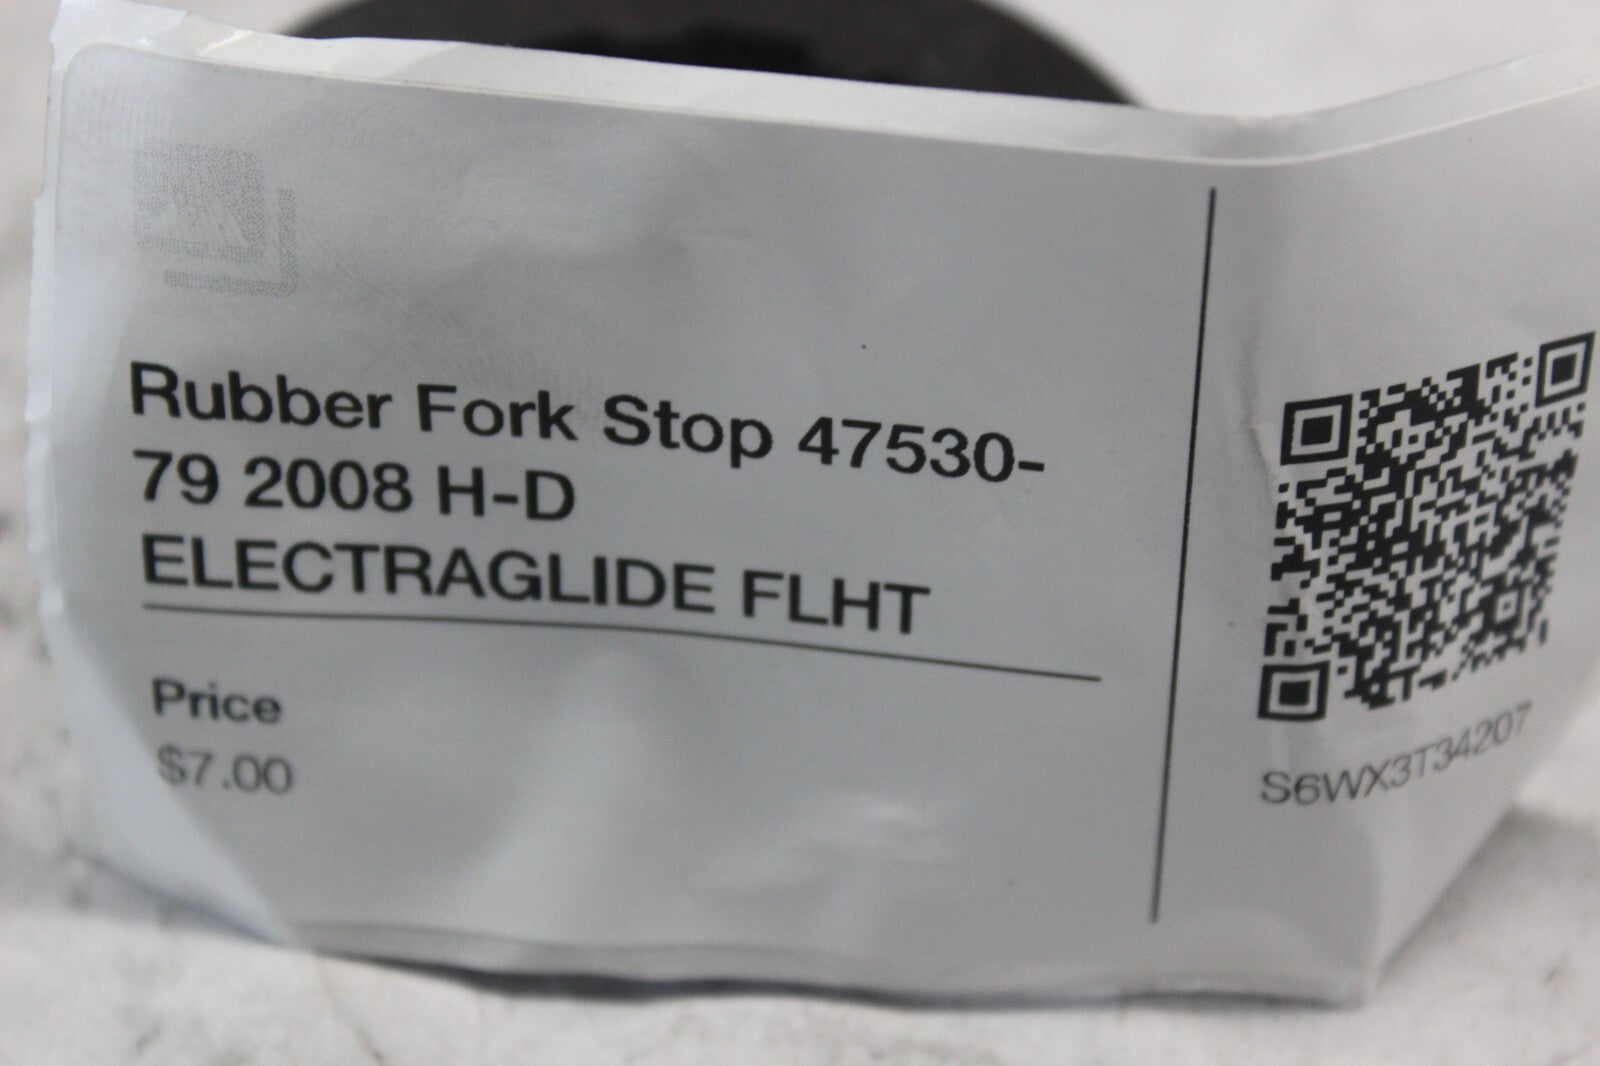 Rubber Fork Stop 47530-
79 2008 H-D
ELECTRAGLIDE FLHT
Price
$7.00
S6WX3T34207